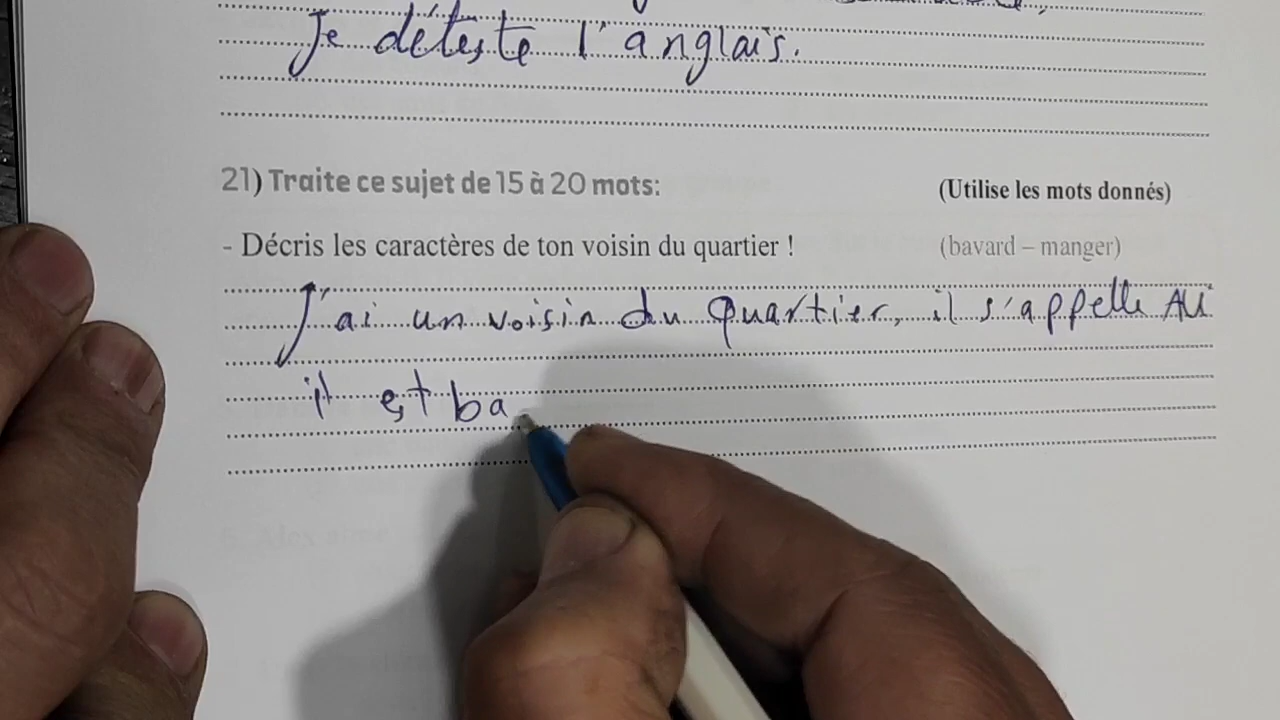 Je déteste l'anglais.
21) Traite ce sujet de 15 à 20 mots: (Utilise les mots donnés)
- Décris les caractères de ton voisin du quartier ! (bavard – manger)
J'ai un voisin du quartier, il s'appelle Ali
il est ba